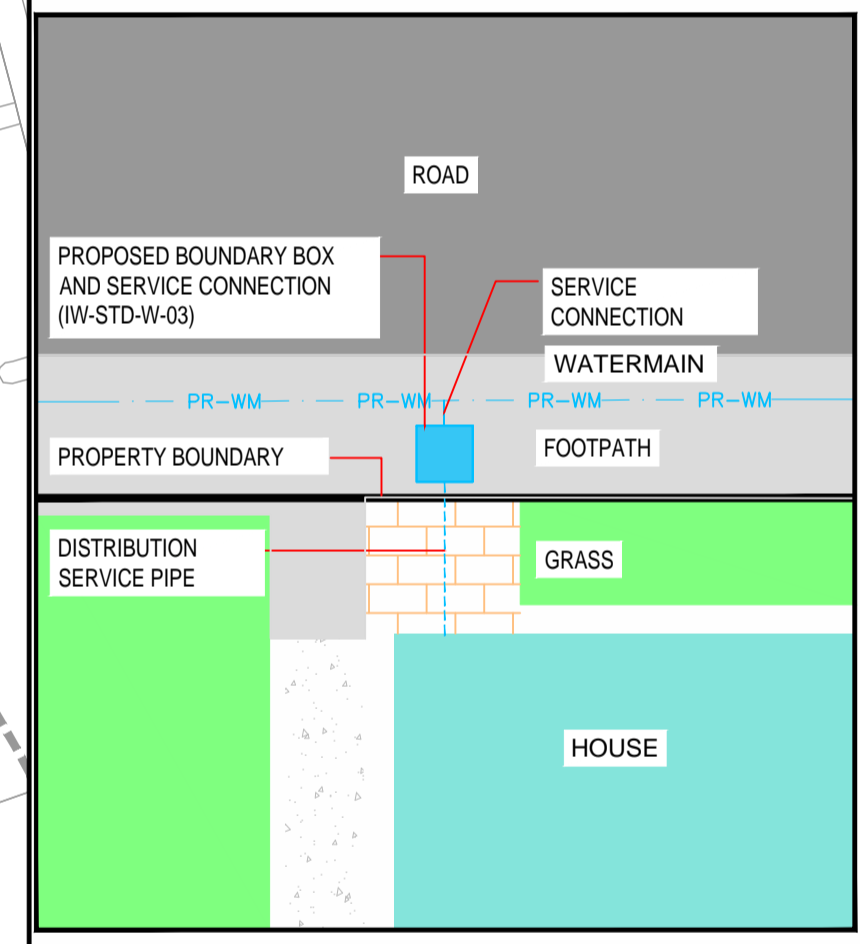 ROAD
PROPOSED BOUNDARY BOX
AND SERVICE CONNECTION
(IW-STD-W-03)
SERVICE
CONNECTION
WATERMAIN
PR-WM PR-WM PR-WM PR-WM
PROPERTY BOUNDARY
FOOTPATH
DISTRIBUTION
SERVICE PIPE
GRASS
HOUSE